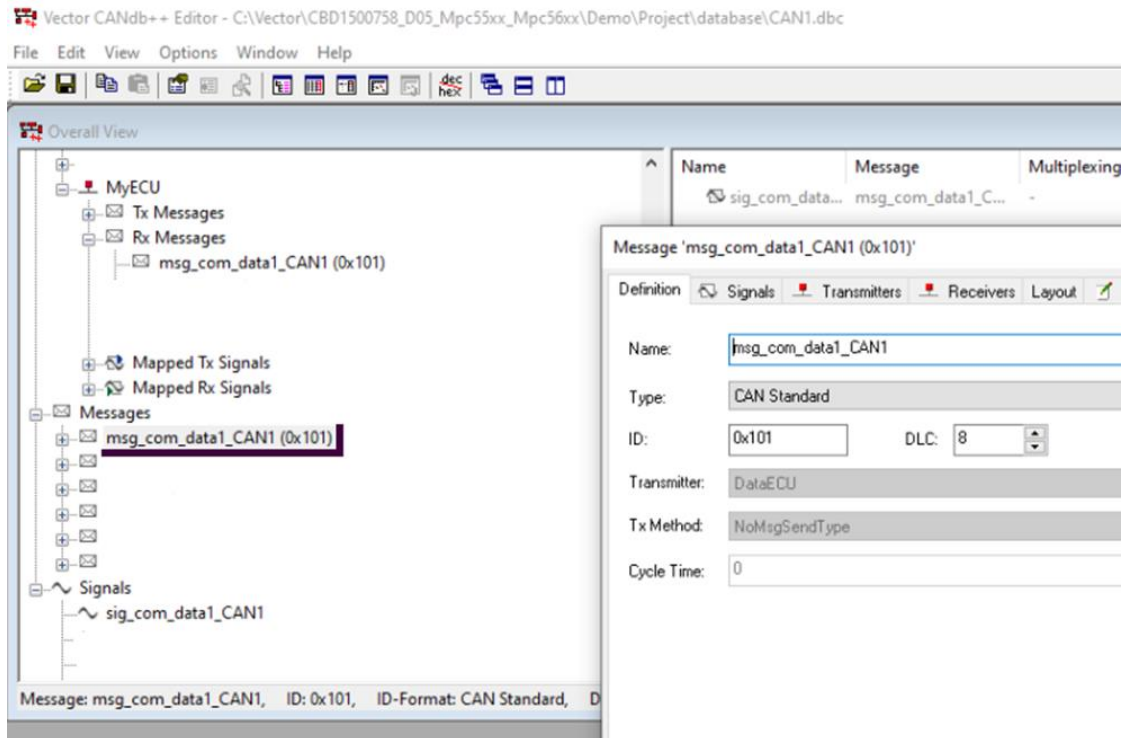 Vector CANdb++ Editor - C:\Vector\CBD1500758_D05_Mpc55xx_Mpc56xx\Demo\Project\database\CAN1.dbc
File Edit View Options Window Help
dec
hex
Overall View
MyECU
Tx Messages
Rx Messages
msg_com_data1_CAN1 (0x101)
Mapped Tx Signals
Mapped Rx Signals
Messages
msg_com_data1_CAN1 (0x101)
Signals
sig_com_data1_CAN1
Name Message Multiplexing
sig_com_data... msg_com_data1_C... -
Message 'msg_com_data1_CAN1 (0x101)'
Definition Signals Transmitters Receivers Layout
Name: msg_com_data1_CAN1
Type: CAN Standard
ID: 0x101 DLC: 8
Transmitter: DataECU
Tx Method: NoMsgSendType
Cycle Time: 0
Message: msg_com_data1_CAN1, ID: 0x101, ID-Format: CAN Standard, D